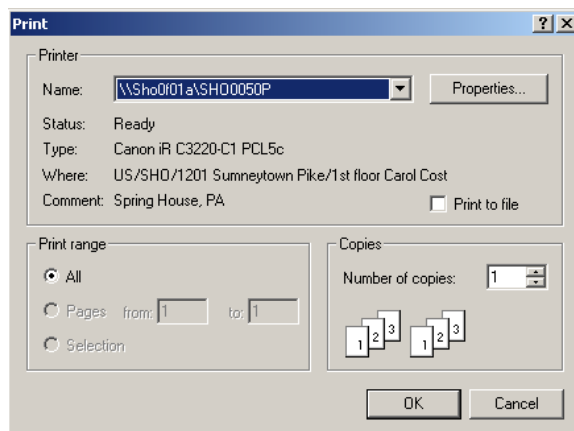 Print
Printer
Name: \\Sho0f01a\SHO0050P Properties...
Status: Ready
Type: Canon iR C3220-C1 PCL5c
Where: US/SHO/1201 Sumneytown Pike/1st floor Carol Cost
Comment: Spring House, PA Print to file
Print range
All
Pages from: 1 to: 1
Selection
Copies
Number of copies: 1
1 2 3 1 2 3
OK Cancel